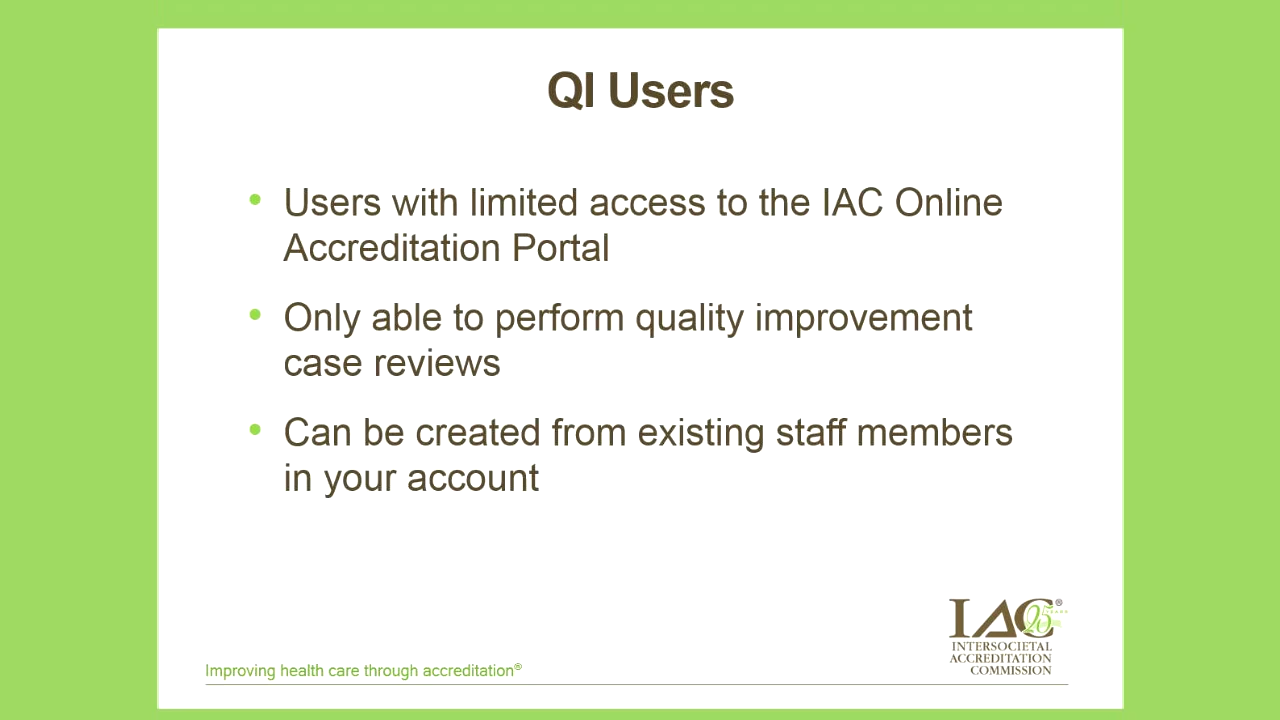 QI Users
• Users with limited access to the IAC Online
Accreditation Portal
• Only able to perform quality improvement
case reviews
• Can be created from existing staff members
in your account
IAC®
25 YEARS
INTERSOCIETAL
ACCREDITATION
COMMISSION
Improving health care through accreditation®